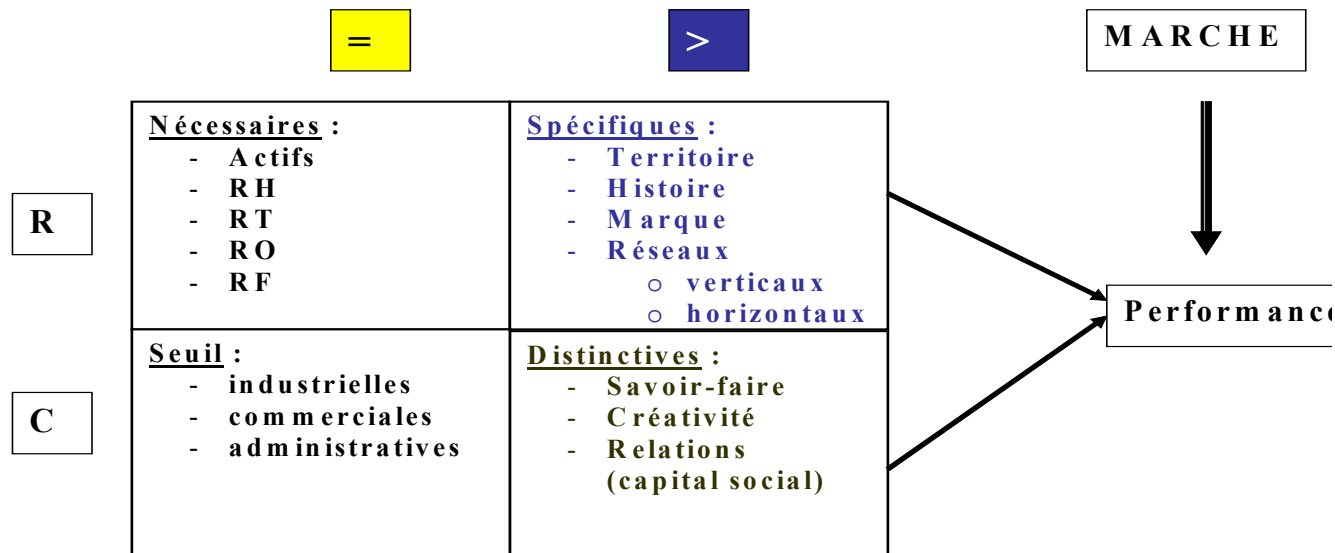 =
>
MARCHE
Nécessaires :
- Actifs
- RH
- RT
- RO
- RF
Spécifiques :
- Territoire
- Histoire
- Marque
- Réseaux
o verticaux
o horizontaux
R
Performance
Seuil :
- industrielles
- commerciales
- administratives
Distinctives :
- Savoir-faire
- Créativité
- Relations
(capital social)
C